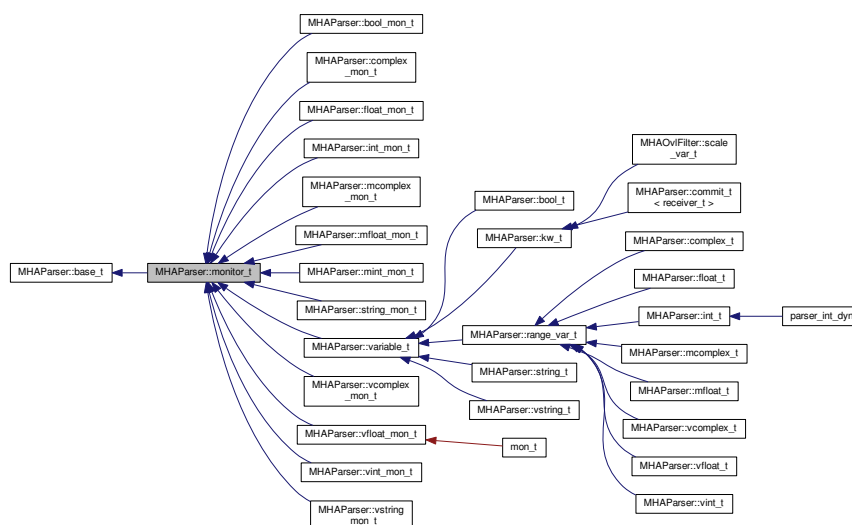 MHAParser::bool_mon_t
MHAParser::complex
_mon_t
MHAParser::float_mon_t
MHAParser::int_mon_t
MHAParser::mcomplex
_mon_t
MHAParser::mfloat_mon_t
MHAParser::mint_mon_t
MHAParser::string_mon_t
MHAParser::variable_t
MHAParser::vcomplex
_mon_t
MHAParser::vfloat_mon_t
MHAParser::vint_mon_t
MHAParser::vstring
_mon_t
MHAParser::base_t
MHAParser::monitor_t
MHAParser::bool_t
MHAParser::kw_t
MHAParser::range_var_t
MHAParser::string_t
MHAParser::vstring_t
mon_t
MHAOvlFilter::scale
_var_t
MHAParser::commit_t
< receiver_t >
MHAParser::complex_t
MHAParser::float_t
MHAParser::int_t
MHAParser::mcomplex_t
MHAParser::mfloat_t
MHAParser::vcomplex_t
MHAParser::vfloat_t
MHAParser::vint_t
parser_int_dyn